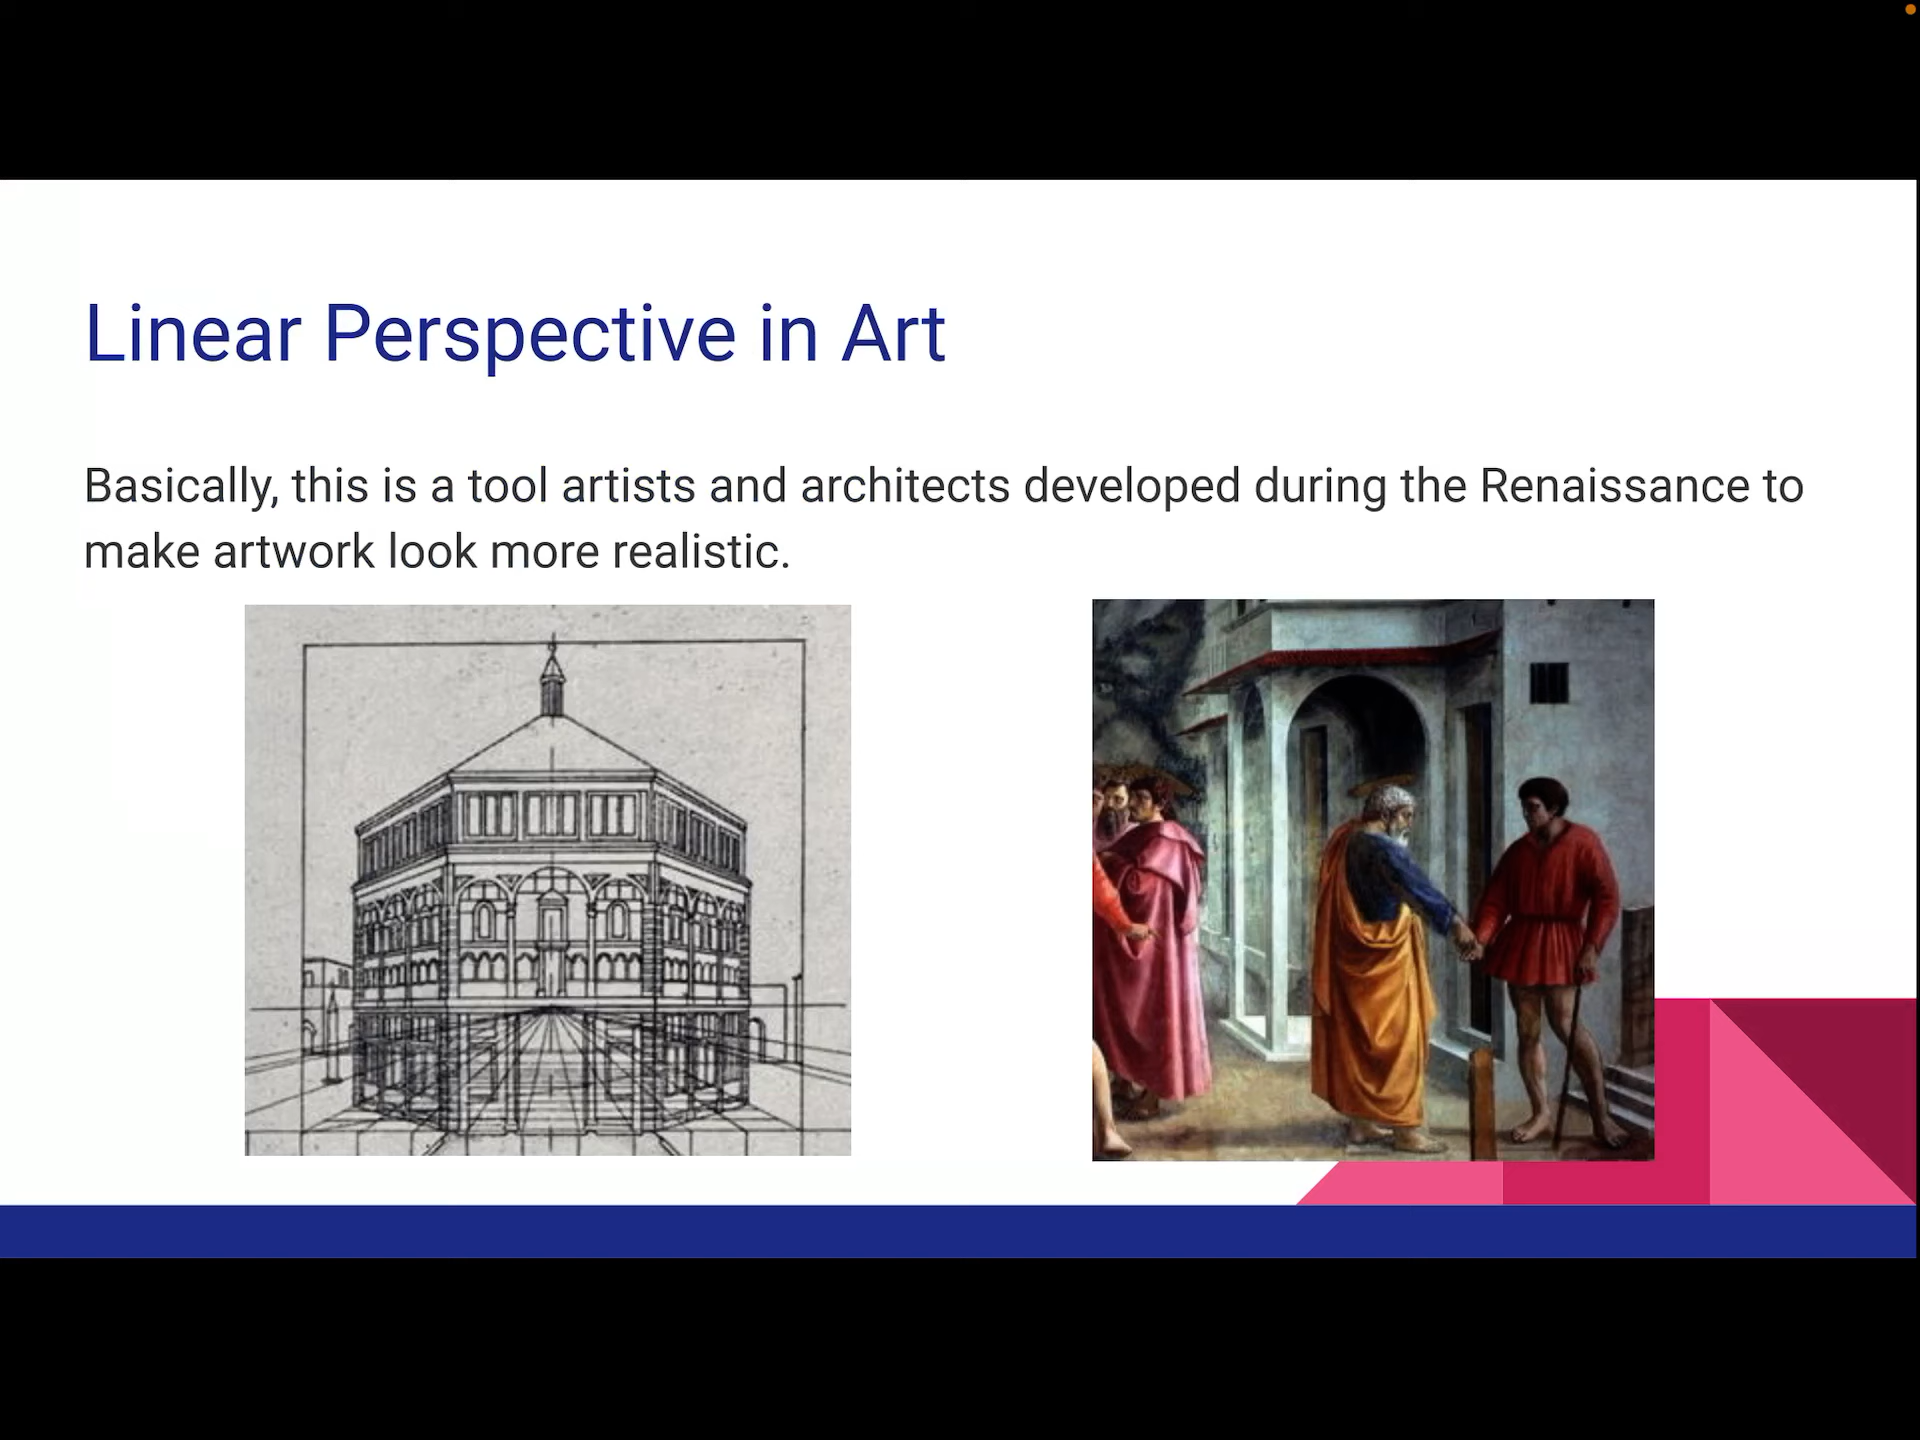 Linear Perspective in Art
Basically, this is a tool artists and architects developed during the Renaissance to
make artwork look more realistic.